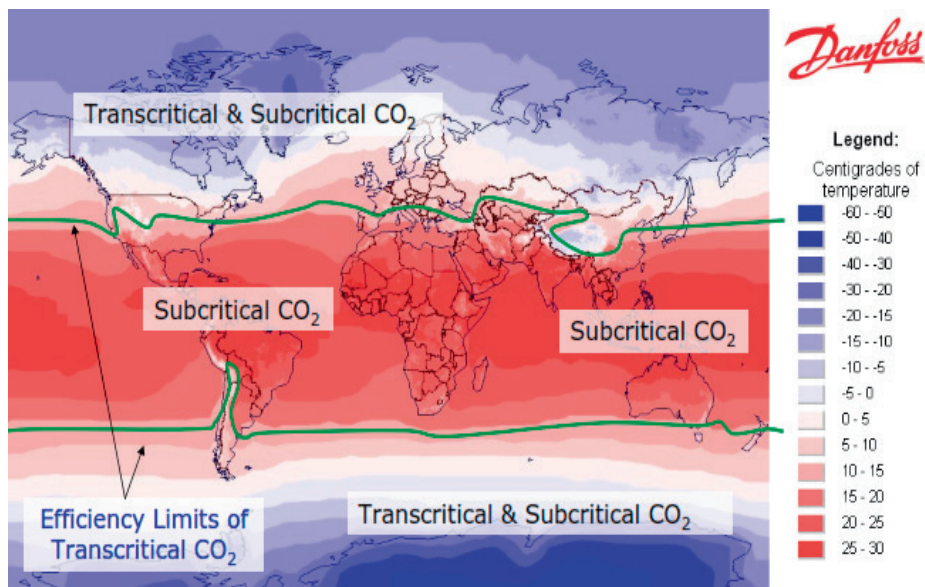 Danfoss
Transcritical & Subcritical CO₂
Subcritical CO₂
Subcritical CO₂
Efficiency Limits of
Transcritical CO₂
Transcritical & Subcritical CO₂
Legend:
Centigrades of
temperature
-60 - -50
-50 - -40
-40 - -30
-30 - -20
-20 - -15
-15 - -10
-10 - -5
-5 - 0
0 - 5
5 - 10
10 - 15
15 - 20
20 - 25
25 - 30